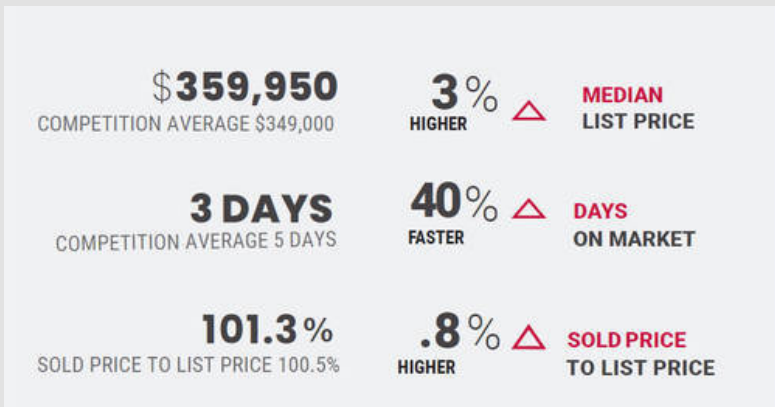 $359,950
COMPETITION AVERAGE $349,000
3%
HIGHER
MEDIAN
LIST PRICE
3 DAYS
COMPETITION AVERAGE 5 DAYS
40%
FASTER
DAYS
ON MARKET
101.3%
SOLD PRICE TO LIST PRICE 100.5%
.8%
HIGHER
SOLD PRICE
TO LIST PRICE